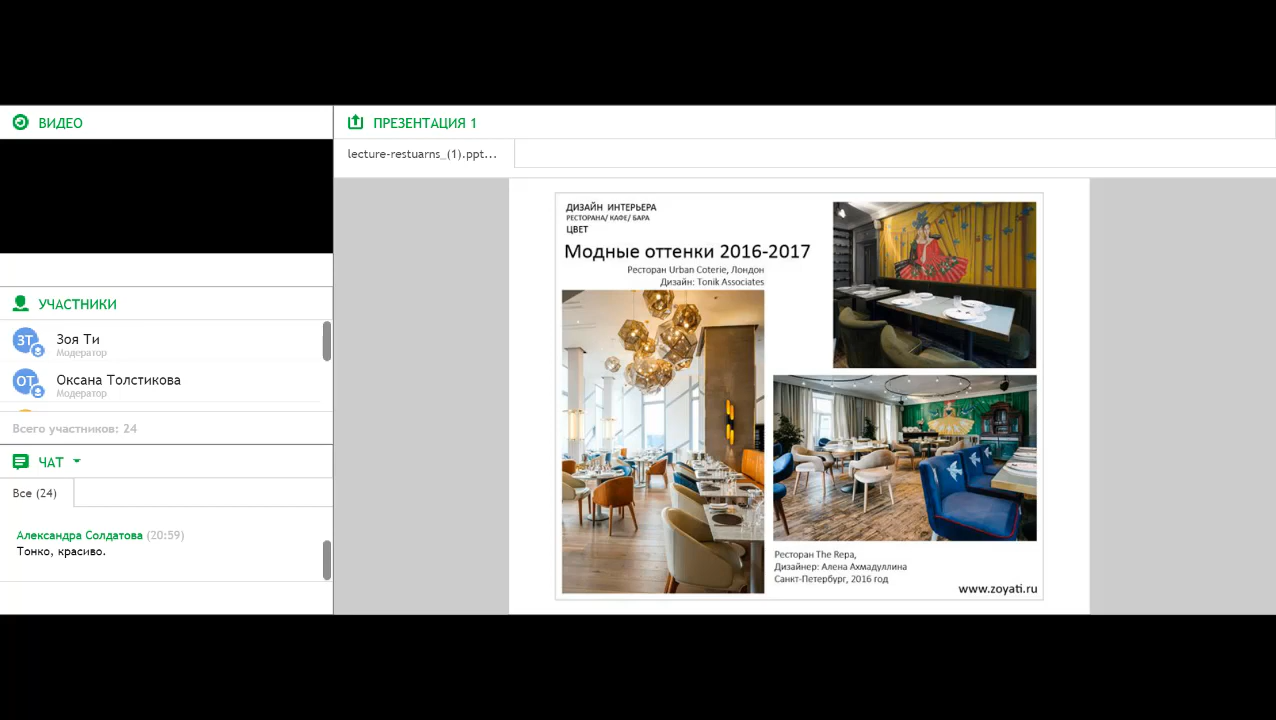 ВИДЕО
УЧАСТНИКИ
ЗТ
Зоя Ти
Модератор
ОТ
Оксана Толстикова
Модератор
Всего участников: 24
ЧАТ
Все (24)
Александра Солдатова (20:59)
Тонко, красиво.
ПРЕЗЕНТАЦИЯ 1
lecture-restuarns_(1).ppt...
ДИЗАЙН ИНТЕРЬЕРА
РЕСТОРАНА/ КАФЕ/ БАРА
ЦВЕТ
Модные оттенки 2016-2017
Ресторан Urban Coterie, Лондон
Дизайн: Tonik Associates
Ресторан The Repa,
Дизайнер: Алена Ахмадуллина
Санкт-Петербург, 2016 год
www.zoyati.ru